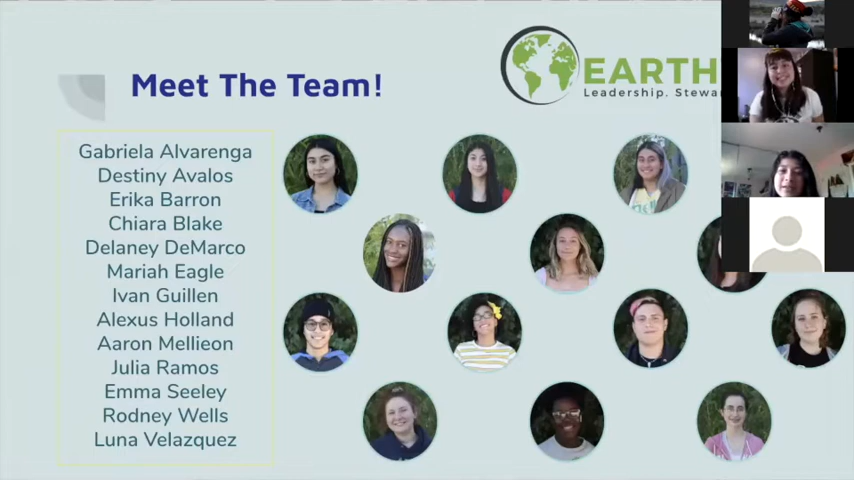 Meet The Team!
EARTH
Leadership.
Gabriela Alvarenga
Destiny Avalos
Erika Barron
Chiara Blake
Delaney DeMarco
Mariah Eagle
Ivan Guillen
Alexus Holland
Aaron Mellieon
Julia Ramos
Emma Seeley
Rodney Wells
Luna Velazquez